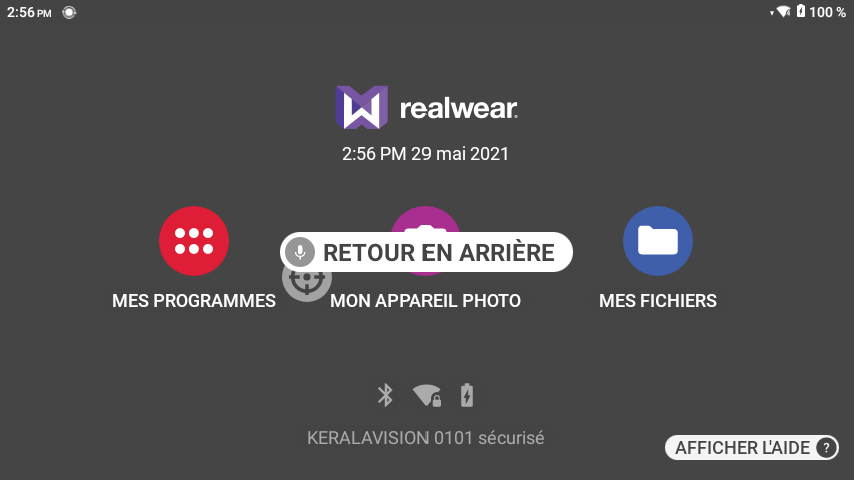 2:56 PM
100 %
realwear
2:56 PM 29 mai 2021
RETOUR EN ARRIÈRE
MES PROGRAMMES
MON APPAREIL PHOTO
MES FICHIERS
KERALAVISION 0101 sécurisé
AFFICHER L'AIDE ?